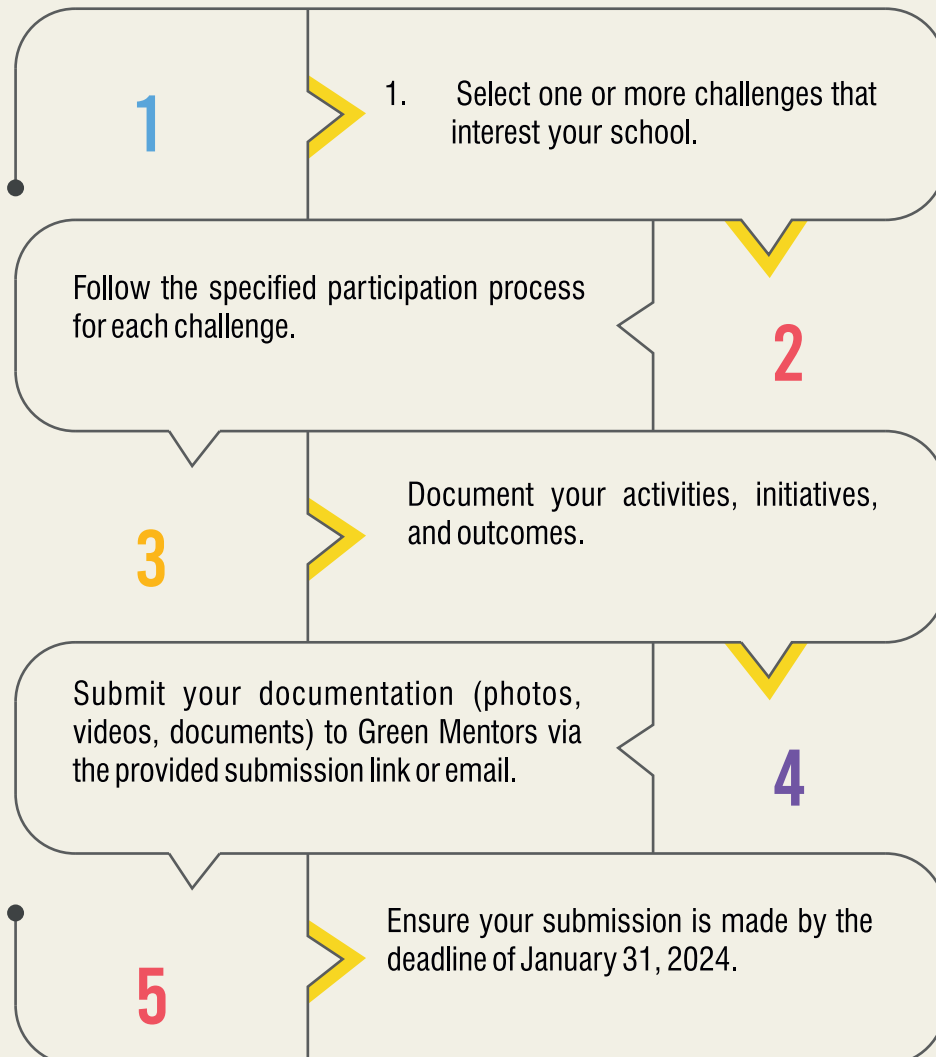 1
1. Select one or more challenges that
interest your school.
Follow the specified participation process
for each challenge.
2
3
Document your activities, initiatives,
and outcomes.
Submit your documentation (photos,
videos, documents) to Green Mentors via
the provided submission link or email.
4
5
Ensure your submission is made by the
deadline of January 31, 2024.